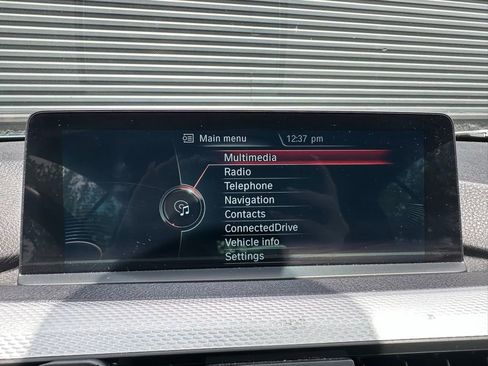 Main menu 12:37 pm
Multimedia
Radio
Telephone
Navigation
Contacts
ConnectedDrive
Vehicle info
Settings